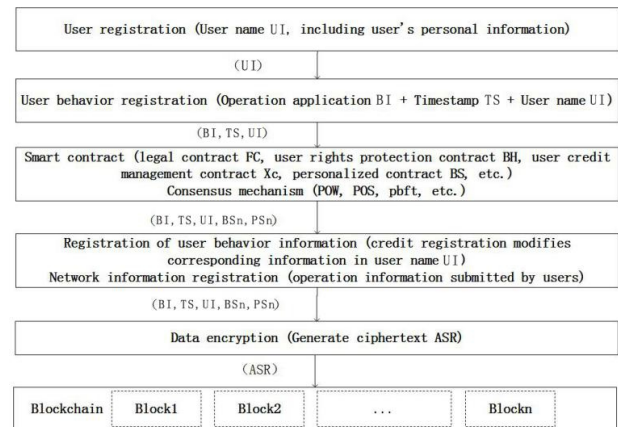 User registration (User name UI, including user's personal information)
(UI)
User behavior registration (Operation application BI + Timestamp TS + User name UI)
(BI, TS, UI)
Smart contract (legal contract FC, user rights protection contract BH, user credit
management contract Xc, personalized contract BS, etc.)
Consensus mechanism (POW, POS, pbft, etc.)
(BI, TS, UI, BSn, PSn)
Registration of user behavior information (credit registration modifies
corresponding information in user name UI)
Network information registration (operation information submitted by users)
(BI, TS, UI, BSn, PSn)
Data encryption (Generate ciphertext ASR)
(ASR)
Blockchain Block1 Block2 ... Blockn